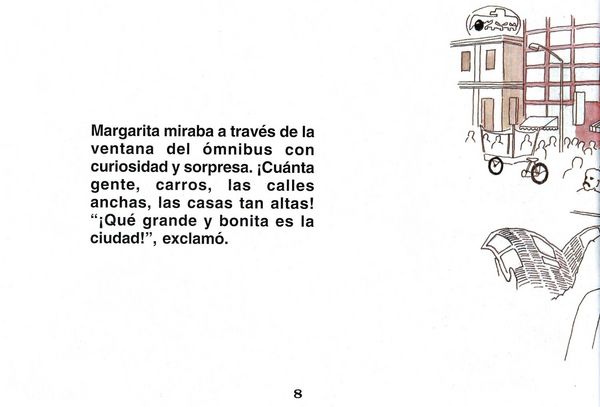 Margarita miraba a través de la
ventana del ómnibus con
curiosidad y sorpresa. ¡Cuánta
gente, carros, las calles
anchas, las casas tan altas!
“¡Qué grande y bonita es la
ciudad!”, exclamó.
8